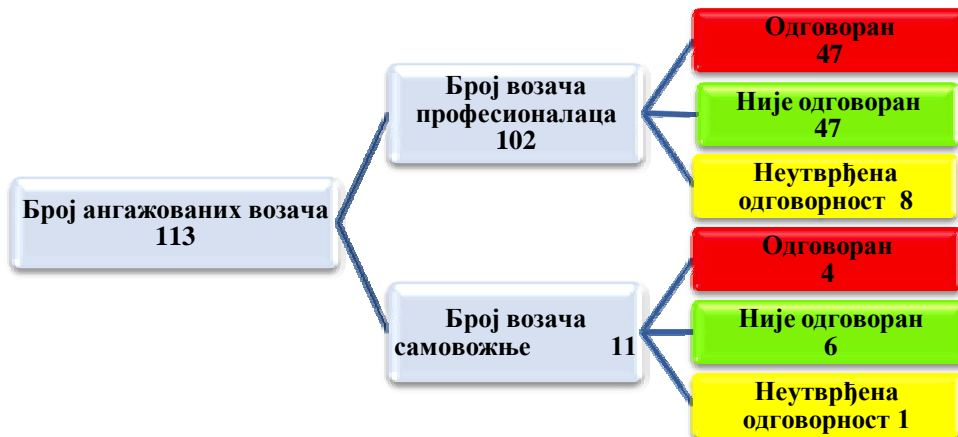 Број ангажованих возача
113
Број возача
професионалаца
102
Одговоран
47
Није одговоран
47
Неутврђена
одговорност 8
Број возача
самовожње 11
Одговоран
4
Није одговоран
6
Неутврђена
одговорност 1